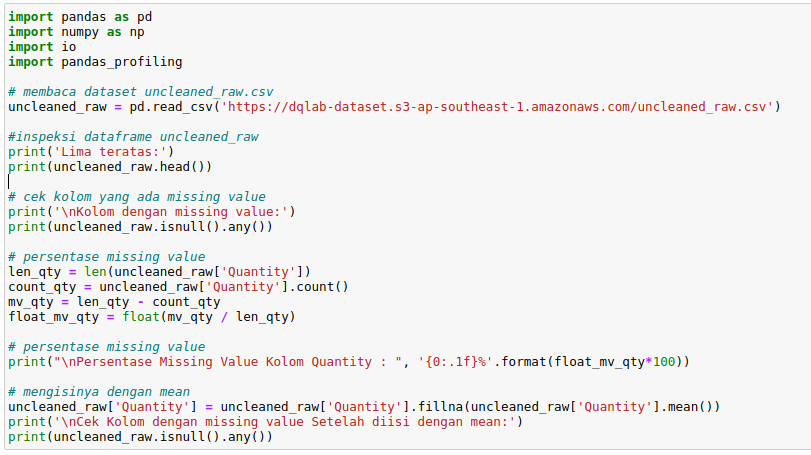 import pandas as pd
import numpy as np
import io
import pandas_profiling
# membaca dataset uncleaned_raw.csv
uncleaned_raw = pd.read_csv('https://dqlab-dataset.s3-ap-southeast-1.amazonaws.com/uncleaned_raw.csv')
#inspeksi dataframe uncleaned_raw
print('Lima teratas:')
print(uncleaned_raw.head())
# cek kolom yang ada missing value
print('\nKolom dengan missing value:')
print(uncleaned_raw.isnull().any())
# persentase missing value
len_qty = len(uncleaned_raw['Quantity'])
count_qty = uncleaned_raw['Quantity'].count()
mv_qty = len_qty - count_qty
float_mv_qty = float(mv_qty / len_qty)
# persentase missing value
print("\nPersentase Missing Value Kolom Quantity : ", '{0:.1f}%'.format(float_mv_qty*100))
# mengisinya dengan mean
uncleaned_raw['Quantity'] = uncleaned_raw['Quantity'].fillna(uncleaned_raw['Quantity'].mean())
print('\nCek Kolom dengan missing value Setelah diisi dengan mean:')
print(uncleaned_raw.isnull().any())